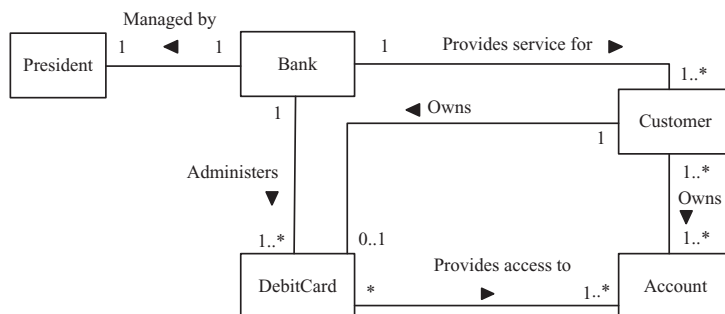 Managed by
1
1
President
Bank
1
Provides service for
1..*
Customer
1
Owns
1
1..*
Administers
Owns
1..*
0..1
1..*
DebitCard
Provides access to
*
1..*
Account